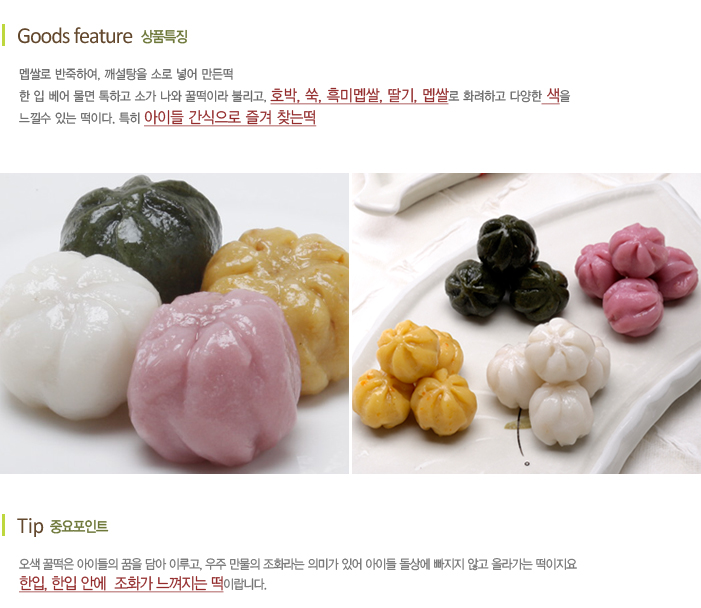 Goods feature 상품특징
멥쌀로 반죽하여, 깨설탕을 소로 넣어 만든떡
한 입 베어 물면 톡하고 소가 나와 꿀떡이라 불리고, 호박, 쑥, 흑미멥쌀, 딸기, 멥쌀로 화려하고 다양한 색을
느낄수 있는 떡이다. 특히 아이들 간식으로 즐겨 찾는떡
Tip 중요포인트
오색 꿀떡은 아이들의 꿈을 담아 이루고, 우주 만물의 조화라는 의미가 있어 아이들 돌상에 빠지지 않고 올라가는 떡이지요
한입, 한입 안에 조화가 느껴지는 떡이랍니다.